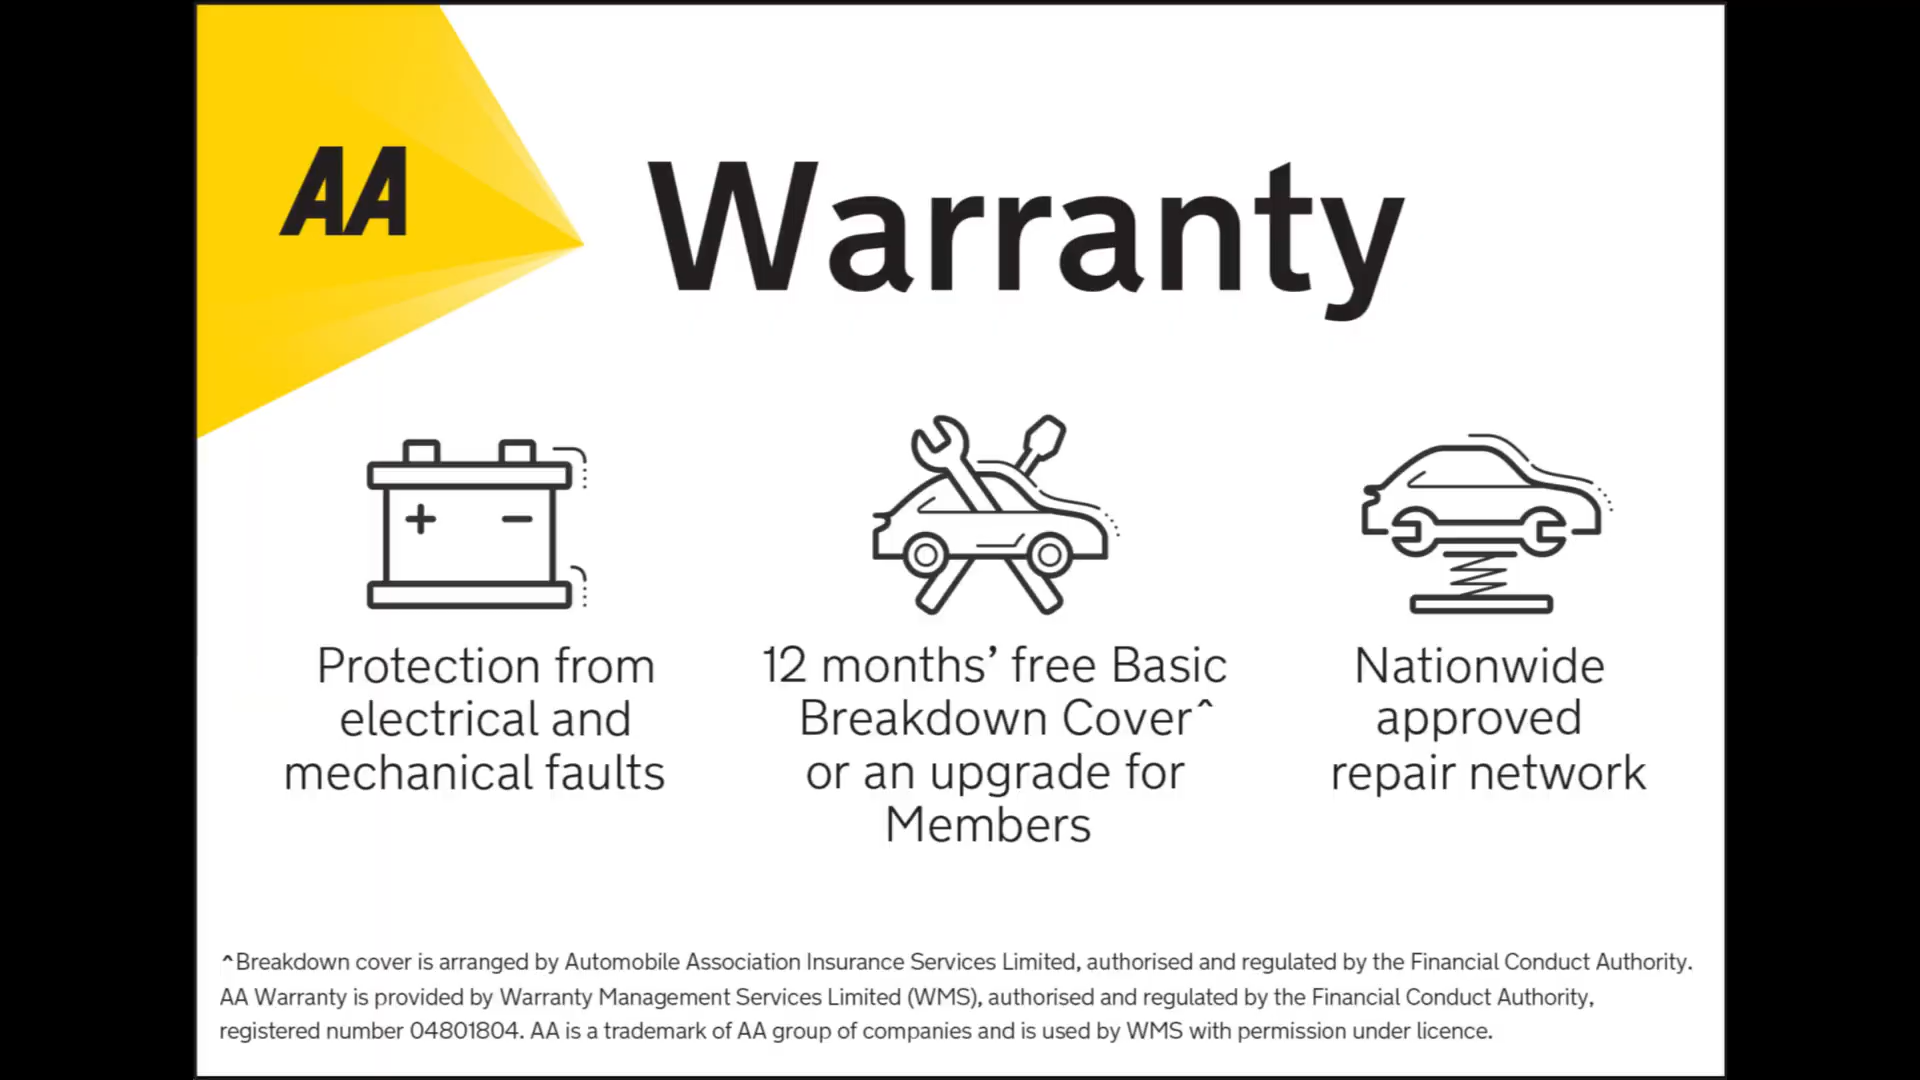 AA
Warranty
+ −
Protection from
electrical and
mechanical faults
12 months’ free Basic
Breakdown Cover^
or an upgrade for
Members
Nationwide
approved
repair network
^Breakdown cover is arranged by Automobile Association Insurance Services Limited, authorised and regulated by the Financial Conduct Authority.
AA Warranty is provided by Warranty Management Services Limited (WMS), authorised and regulated by the Financial Conduct Authority,
registered number 04801804. AA is a trademark of AA group of companies and is used by WMS with permission under licence.